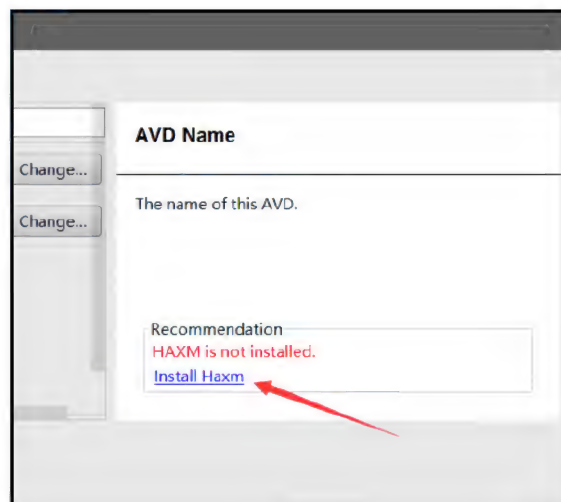 AVD Name
Change...
The name of this AVD.
Change...
Recommendation
HAXM is not installed.
Install Haxm